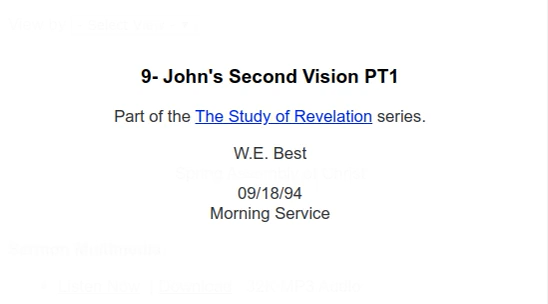 9- John's Second Vision PT1
Part of the The Study of Revelation series.
W.E. Best
09/18/94
Morning Service